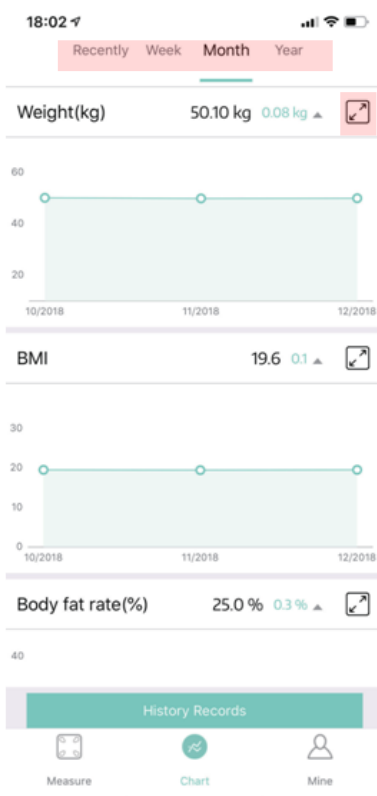 18:02
Recently Week Month Year
Weight(kg) 50.10 kg 0.08 kg
60
40
20
10/2018 11/2018 12/2018
BMI 19.6 0.1
30
20
10
0
10/2018 11/2018 12/2018
Body fat rate(%) 25.0 % 0.3 %
40
History Records
Measure Chart Mine